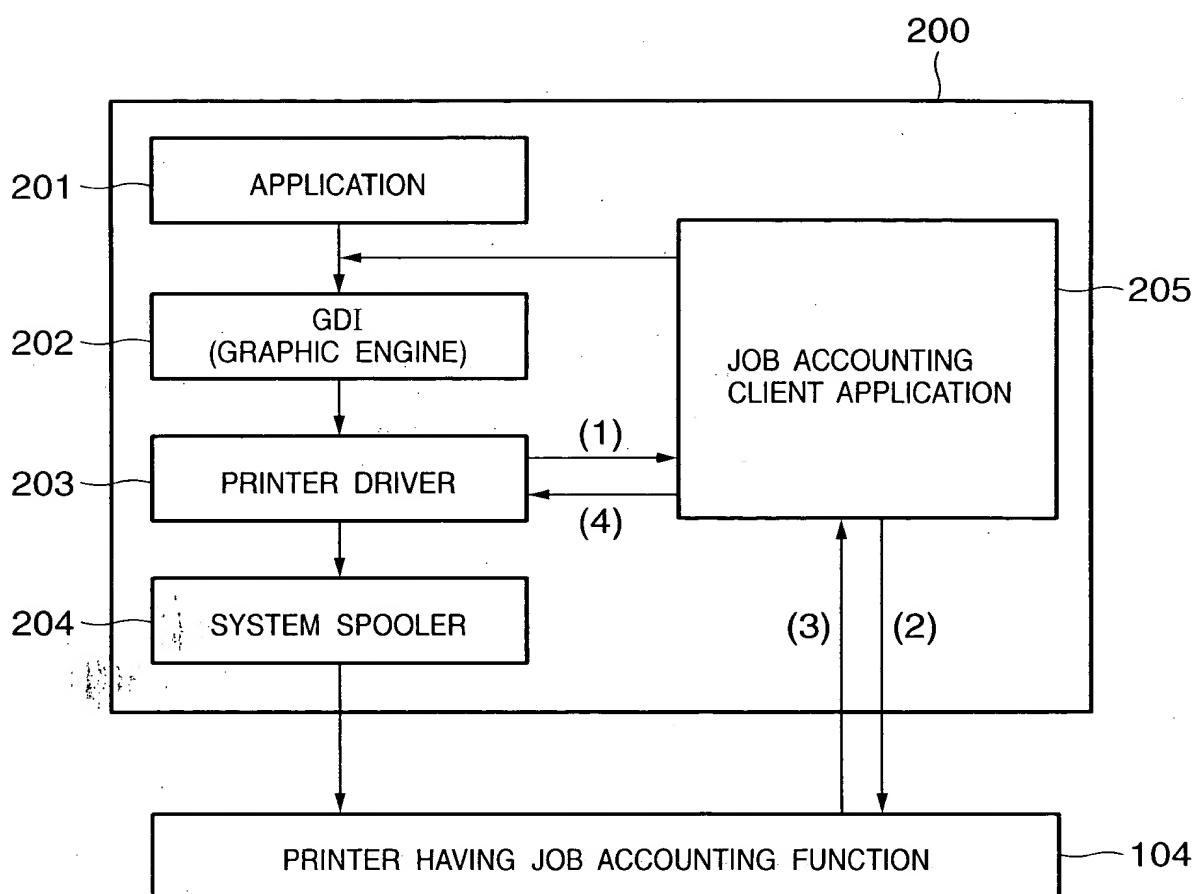 200
201
APPLICATION
202
GDI
(GRAPHIC ENGINE)
205
JOB ACCOUNTING
CLIENT APPLICATION
203
PRINTER DRIVER
(1)
(4)
204
SYSTEM SPOOLER
(3)
(2)
PRINTER HAVING JOB ACCOUNTING FUNCTION
104